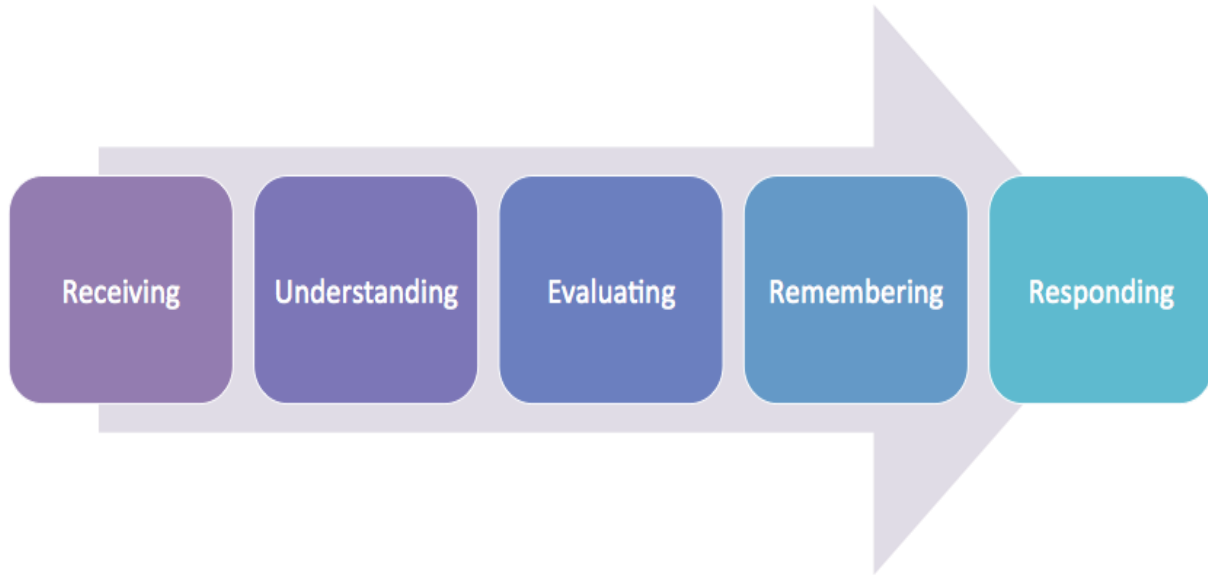 Receiving
Understanding
Evaluating
Remembering
Responding